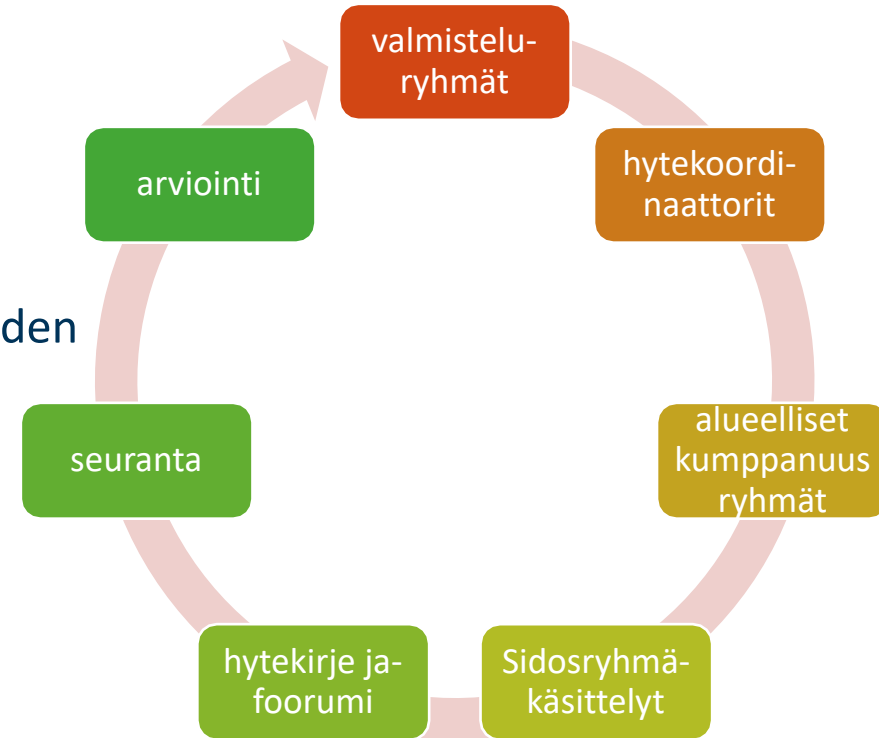 valmistelu-
ryhmät
hytekoordi-
naattorit
alueelliset
kumppanuus
ryhmät
Sidosryhmä-
käsittelyt
hytekirje ja-
foorumi
seuranta
arviointi
den